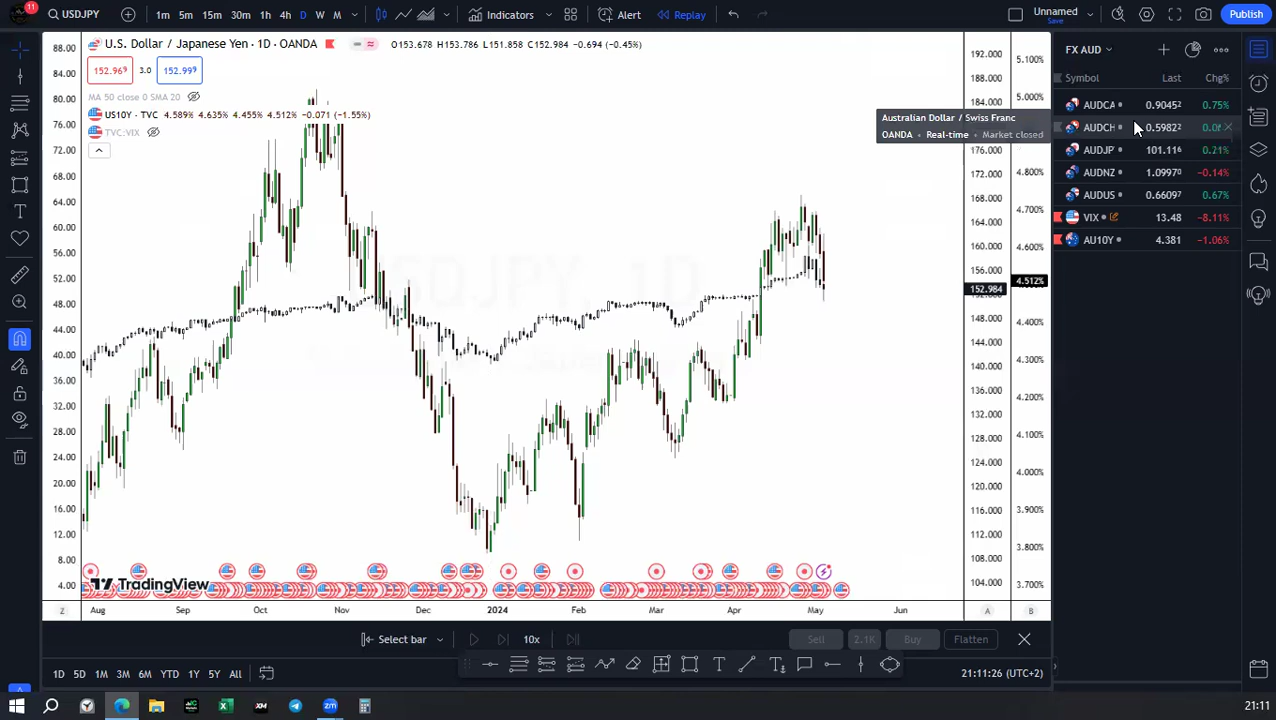 11
USDJPY 1m 5m 15m 30m 1h 4h D W M Indicators Alert Replay Unnamed Save Publish
U.S. Dollar / Japanese Yen · 1D · OANDA O153.678 H153.786 L151.858 C152.984 -0.694 (-0.45%)
152.969 3.0 152.999
MA 50 close 0 SMA 20
US10Y · TVC 4.589% 4.635% 4.455% 4.512% -0.071 (-1.55%)
TVC:VIX
88.00
84.00
80.00
76.00
72.00
68.00
64.00
60.00
56.00
52.00
48.00
44.00
40.00
36.00
32.00
28.00
24.00
20.00
16.00
12.00
8.00
4.00
Australian Dollar / Swiss Franc
OANDA • Real-time • Market closed
192.000
188.000
184.000
176.000
172.000
168.000
164.000
160.000
156.000
152.984
148.000
144.000
140.000
136.000
132.000
128.000
124.000
120.000
116.000
112.000
108.000
104.000
5.100%
5.000%
4.900%
4.800%
4.700%
4.600%
4.512%
4.400%
4.300%
4.200%
4.100%
4.000%
3.900%
3.800%
3.700%
FX AUD
Symbol Last Chg%
AUDCA 0.90452 0.75%
AUDCH 0.59822
AUDJP 101.116 0.21%
AUDNZ 1.09970 -0.14%
AUDUS 0.66097 0.67%
VIX 13.48 -8.11%
AU10Y 4.381 -1.06%
TradingView
Z Aug Sep Oct Nov Dec 2024 Feb Mar Apr May Jun A B
Select bar 10x Sell 2.1K Buy Flatten
1D 5D 1M 3M 6M YTD 1Y 5Y All 21:11:26 (UTC+2)
XM zm 21:11